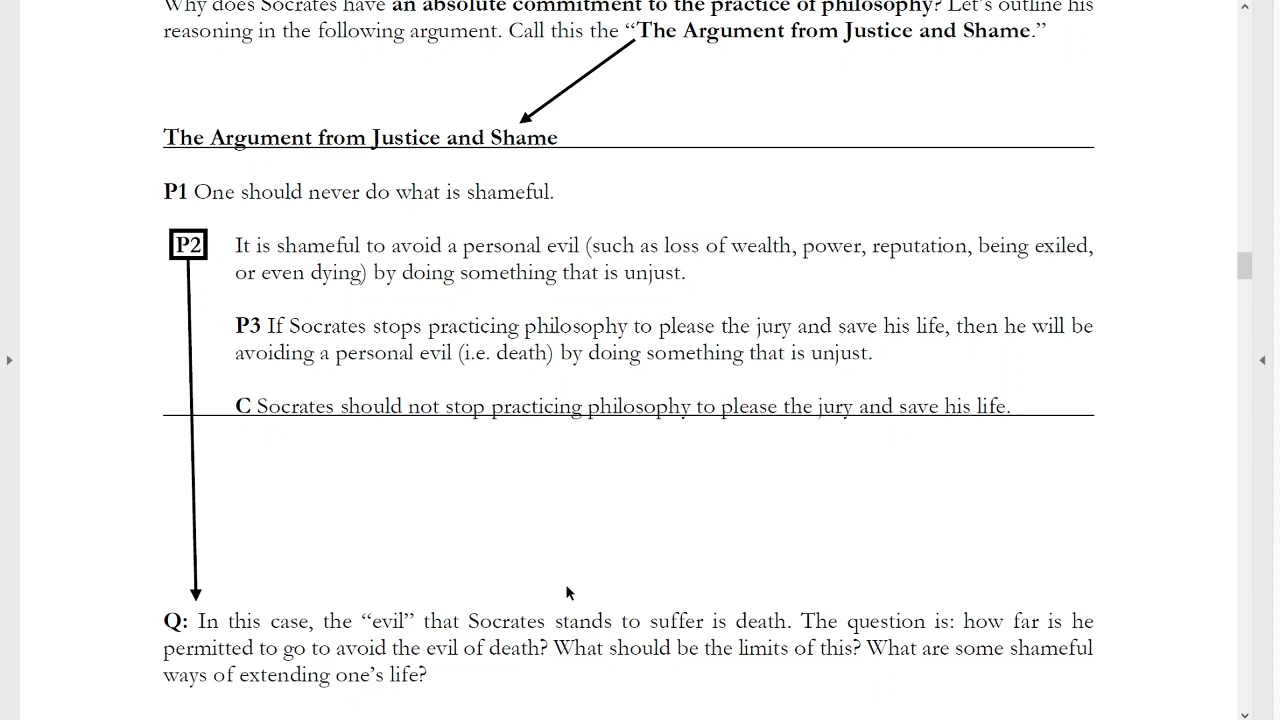 Why does Socrates have an absolute commitment to the practice of philosophy? Let's outline his
reasoning in the following argument. Call this the “The Argument from Justice and Shame.”
The Argument from Justice and Shame
P1 One should never do what is shameful.
P2 It is shameful to avoid a personal evil (such as loss of wealth, power, reputation, being exiled,
or even dying) by doing something that is unjust.
P3 If Socrates stops practicing philosophy to please the jury and save his life, then he will be
avoiding a personal evil (i.e. death) by doing something that is unjust.
C Socrates should not stop practicing philosophy to please the jury and save his life.
Q: In this case, the “evil” that Socrates stands to suffer is death. The question is: how far is he
permitted to go to avoid the evil of death? What should be the limits of this? What are some shameful
ways of extending one’s life?